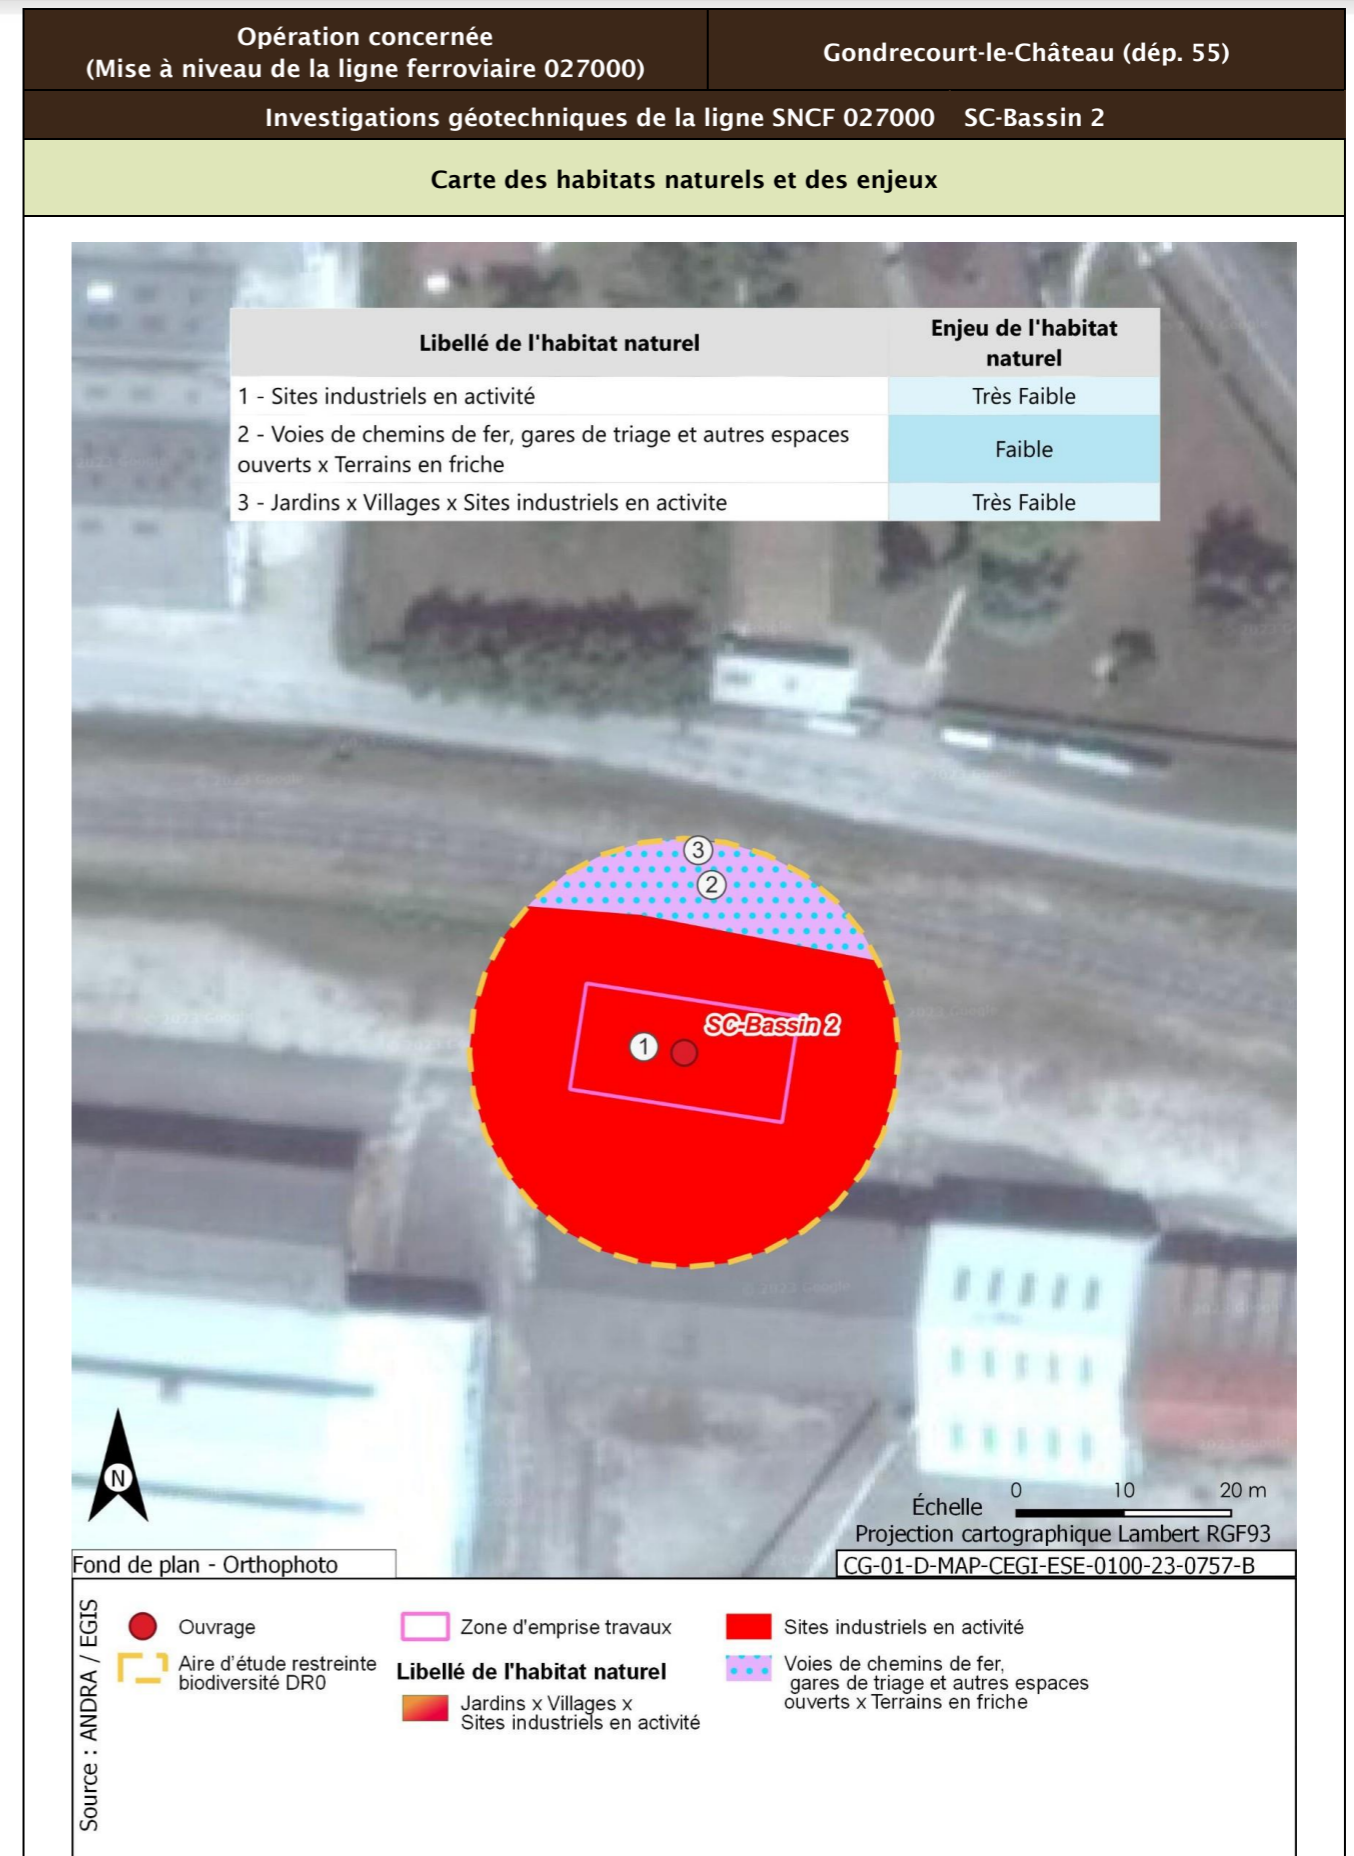 Opération concernée
(Mise à niveau de la ligne ferroviaire 027000)
Gondrecourt-le-Château (dép. 55)
Investigations géotechniques de la ligne SNCF 027000 SC-Bassin 2
Carte des habitats naturels et des enjeux
Libellé de l'habitat naturel
Enjeu de l'habitat
naturel
1 - Sites industriels en activité
Très Faible
2 - Voies de chemins de fer, gares de triage et autres espaces
ouverts x Terrains en friche
Faible
3 - Jardins x Villages x Sites industriels en activite
Très Faible
3
2
SC-Bassin 2
1
N
0 10 20 m
Échelle
Projection cartographique Lambert RGF93
Fond de plan - Orthophoto
CG-01-D-MAP-CEGI-ESE-0100-23-0757-B
Source : ANDRA / EGIS
Ouvrage
Aire d'étude restreinte
biodiversité DR0
Zone d'emprise travaux
Libellé de l'habitat naturel
Jardins x Villages x
Sites industriels en activité
Sites industriels en activité
Voies de chemins de fer,
gares de triage et autres espaces
ouverts x Terrains en friche